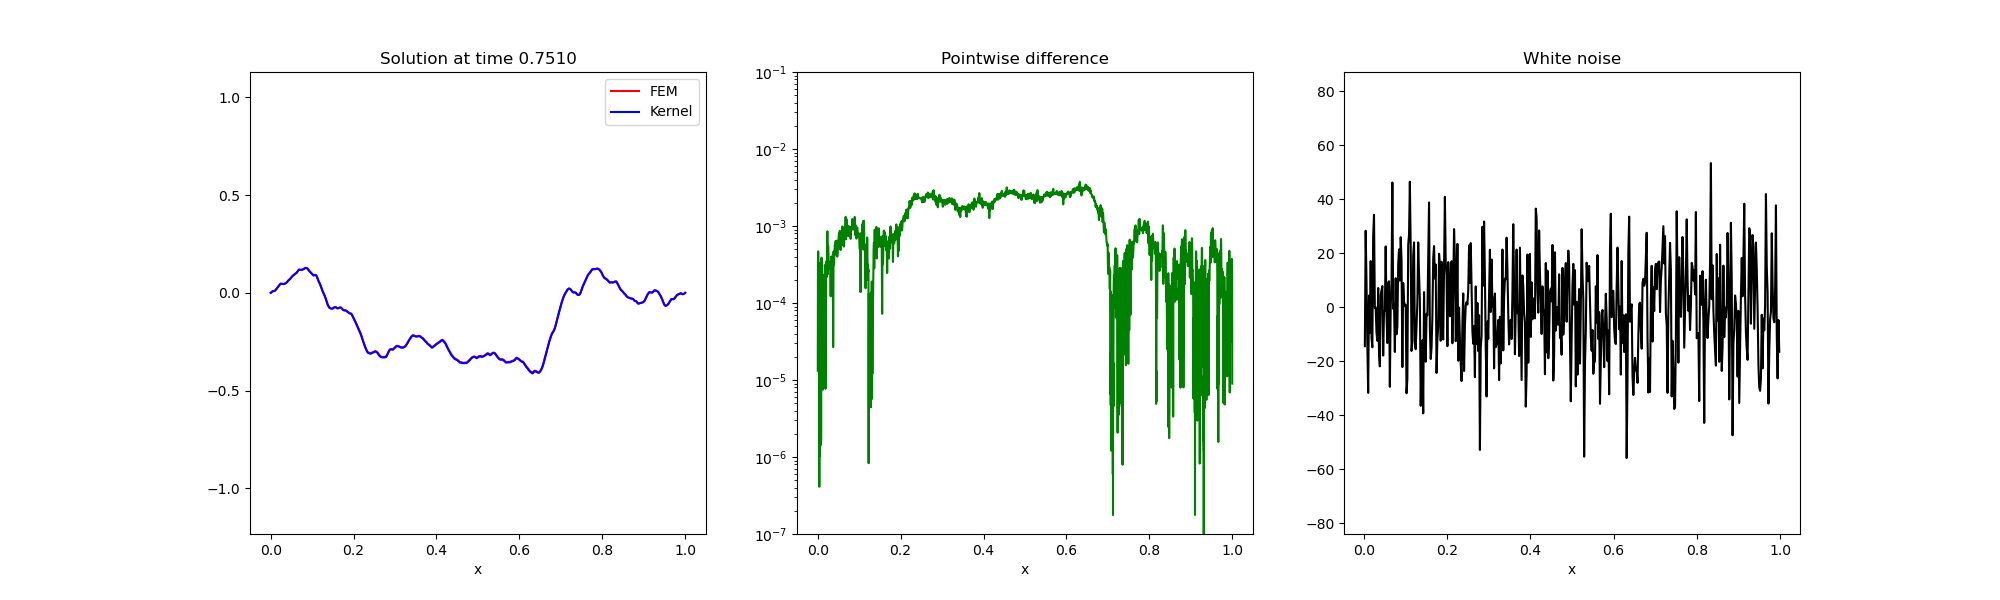 Solution at time 0.7510
1.0
0.5
0.0
−0.5
−1.0
0.0 0.2 0.4 0.6 0.8 1.0
x
FEM
Kernel
Pointwise difference
10⁻¹
10⁻²
10⁻³
10⁻⁴
10⁻⁵
10⁻⁶
10⁻⁷
0.0 0.2 0.4 0.6 0.8 1.0
x
White noise
80
60
40
20
0
−20
−40
−60
−80
0.0 0.2 0.4 0.6 0.8 1.0
x